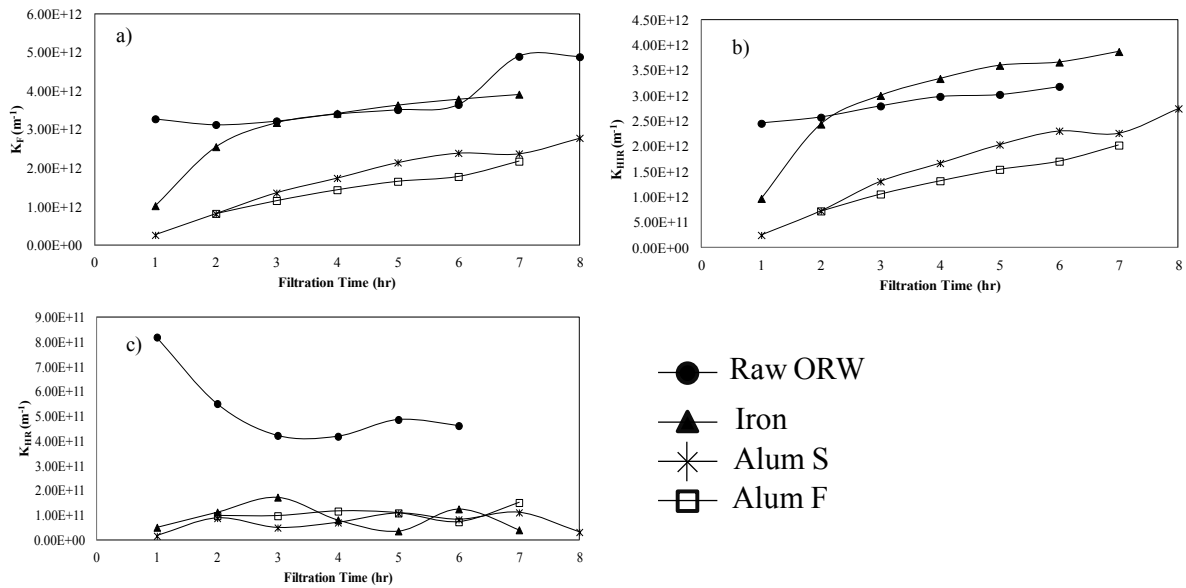 a)
6.00E+12
5.00E+12
4.00E+12
3.00E+12
2.00E+12
1.00E+12
0.00E+00
K_F (m⁻¹)
0 1 2 3 4 5 6 7 8
Filtration Time (hr)
b)
4.50E+12
4.00E+12
3.50E+12
3.00E+12
2.50E+12
2.00E+12
1.50E+12
1.00E+12
5.00E+11
0.00E+00
K_HIR (m⁻¹)
0 1 2 3 4 5 6 7 8
Filtration Time (hr)
c)
9.00E+11
8.00E+11
7.00E+11
6.00E+11
5.00E+11
4.00E+11
3.00E+11
2.00E+11
1.00E+11
0.00E+00
K_HR (m⁻¹)
0 1 2 3 4 5 6 7 8
Filtration Time (hr)
Raw ORW
Iron
Alum S
Alum F